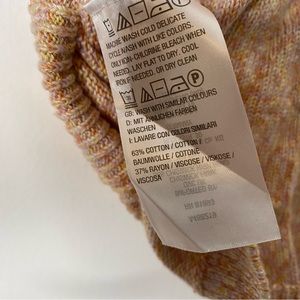 MACHINE WASH COLD DELICATE
CYCLE WASH WITH LIKE COLORS.
ONLY NON-CHLORINE BLEACH WHEN
NEEDED. LAY FLAT TO DRY. COOL
IRON IF NEEDED, OR DRY CLEAN
P
GB: WASH WITH SIMILAR COLOURS
D: MIT ÄHNLICHEN FARBEN
WASCHEN
I: LAVARE CON COLORI SIMILARI
63% COTTON / COTTON /
BAUMWOLLE / COTONE
37% RAYON / VISCOSE / VISKOSE /
VISCOSA